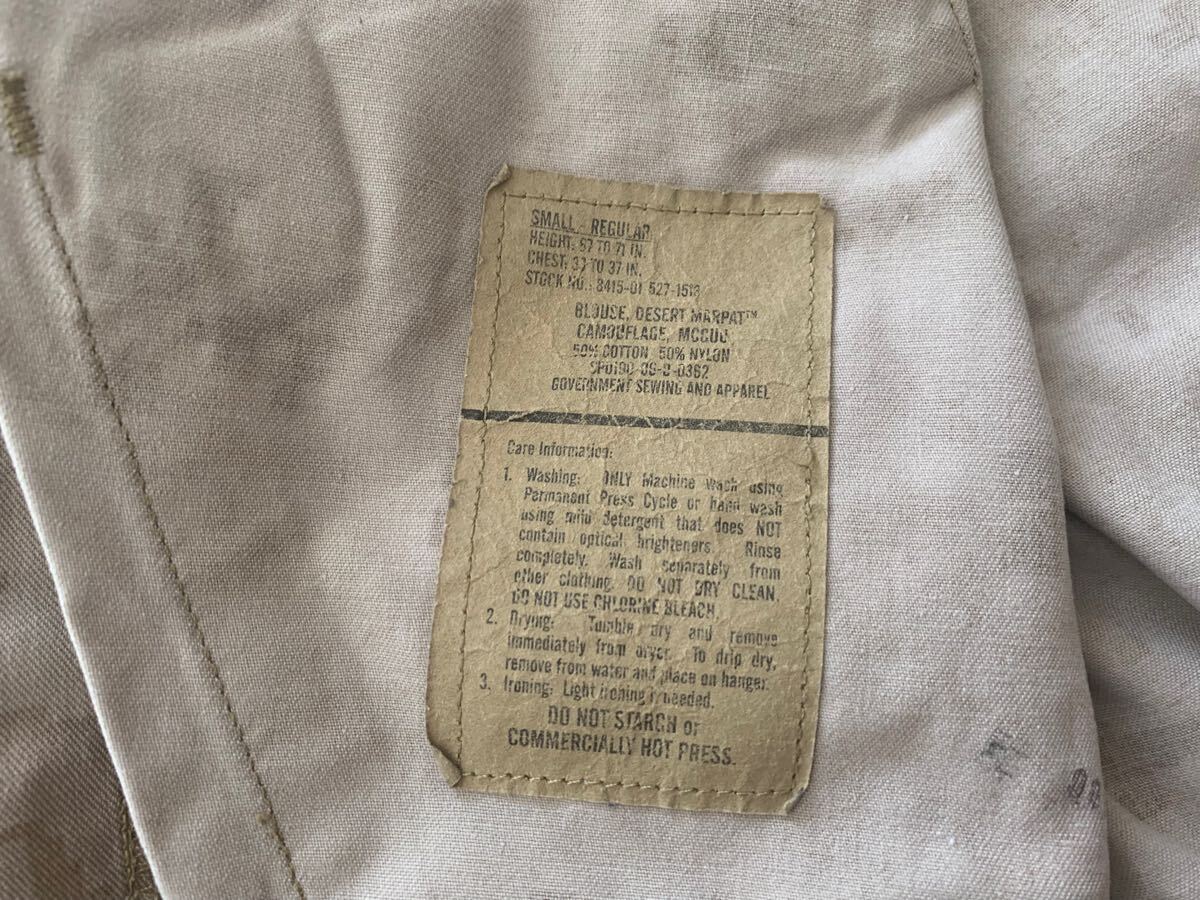 SMALL - REGULAR
HEIGHT: 67 TO 71 IN.
CHEST: 33 TO 37 IN.
STOCK NO.: 8415-01 527-1513
BLOUSE, DESERT MARPAT™
CAMOUFLAGE, MCCUU
50% COTTON 50% NYLON
GOVERNMENT SEWING AND APPAREL
Care Information:
1. Washing: ONLY Machine wash using
Permanent Press Cycle or hand wash
using mild detergent that does NOT
contain optical brighteners. Rinse
completely. Wash separately from
other clothing. DO NOT DRY CLEAN.
DO NOT USE CHLORINE BLEACH.
2. Drying: Tumble dry and remove
immediately from dryer. To drip dry,
remove from water and place on hanger.
3. Ironing: Light ironing if needed.
DO NOT STARCH or
COMMERCIALLY HOT PRESS.